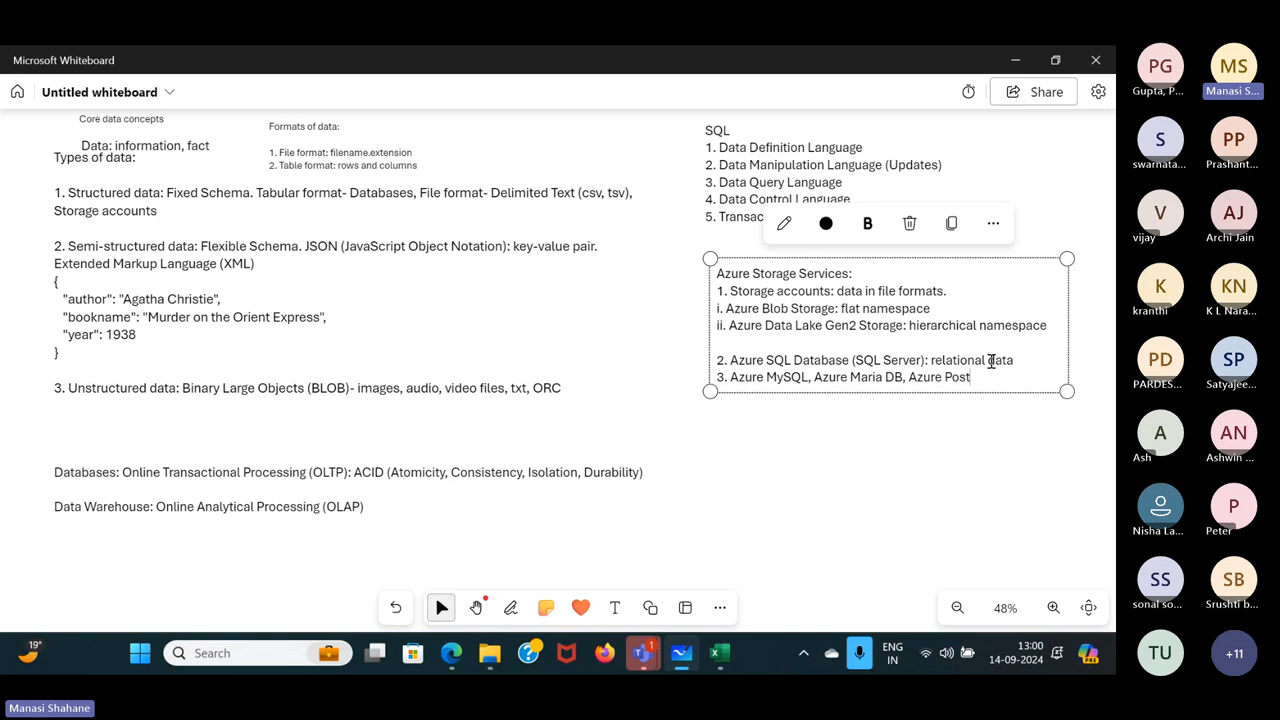 Microsoft Whiteboard
Untitled whiteboard
Share
Core data concepts
Data: information, fact
Formats of data:
1. File format: filename.extension
2. Table format: rows and columns
Types of data:
1. Structured data: Fixed Schema. Tabular format- Databases, File format- Delimited Text (csv, tsv),
Storage accounts
2. Semi-structured data: Flexible Schema. JSON (JavaScript Object Notation): key-value pair.
Extended Markup Language (XML)
{
"author": "Agatha Christie",
"bookname": "Murder on the Orient Express",
"year": 1938
}
3. Unstructured data: Binary Large Objects (BLOB)- images, audio, video files, txt, ORC
Databases: Online Transactional Processing (OLTP): ACID (Atomicity, Consistency, Isolation, Durability)
Data Warehouse: Online Analytical Processing (OLAP)
SQL
1. Data Definition Language
2. Data Manipulation Language (Updates)
3. Data Query Language
4. Data Control Language
5. Transac
B
Azure Storage Services:
1. Storage accounts: data in file formats.
i. Azure Blob Storage: flat namespace
ii. Azure Data Lake Gen2 Storage: hierarchical namespace
2. Azure SQL Database (SQL Server): relational data
3. Azure MySQL, Azure Maria DB, Azure Post
T
48%
19°
Search
1
PRE
ENG
IN
13:00
14-09-2024
PG
Gupta, P...
MS
Manasi S...
S
swarnata...
PP
Prashant...
V
vijay
AJ
Archi Jain
K
kranthi
KN
K L Nara...
PD
PARDES...
SP
Satyajee...
A
Ash
AN
Ashwin ...
Nisha La...
P
Peter
SS
sonal so...
SB
Srushti b...
TU
+11
Manasi Shahane